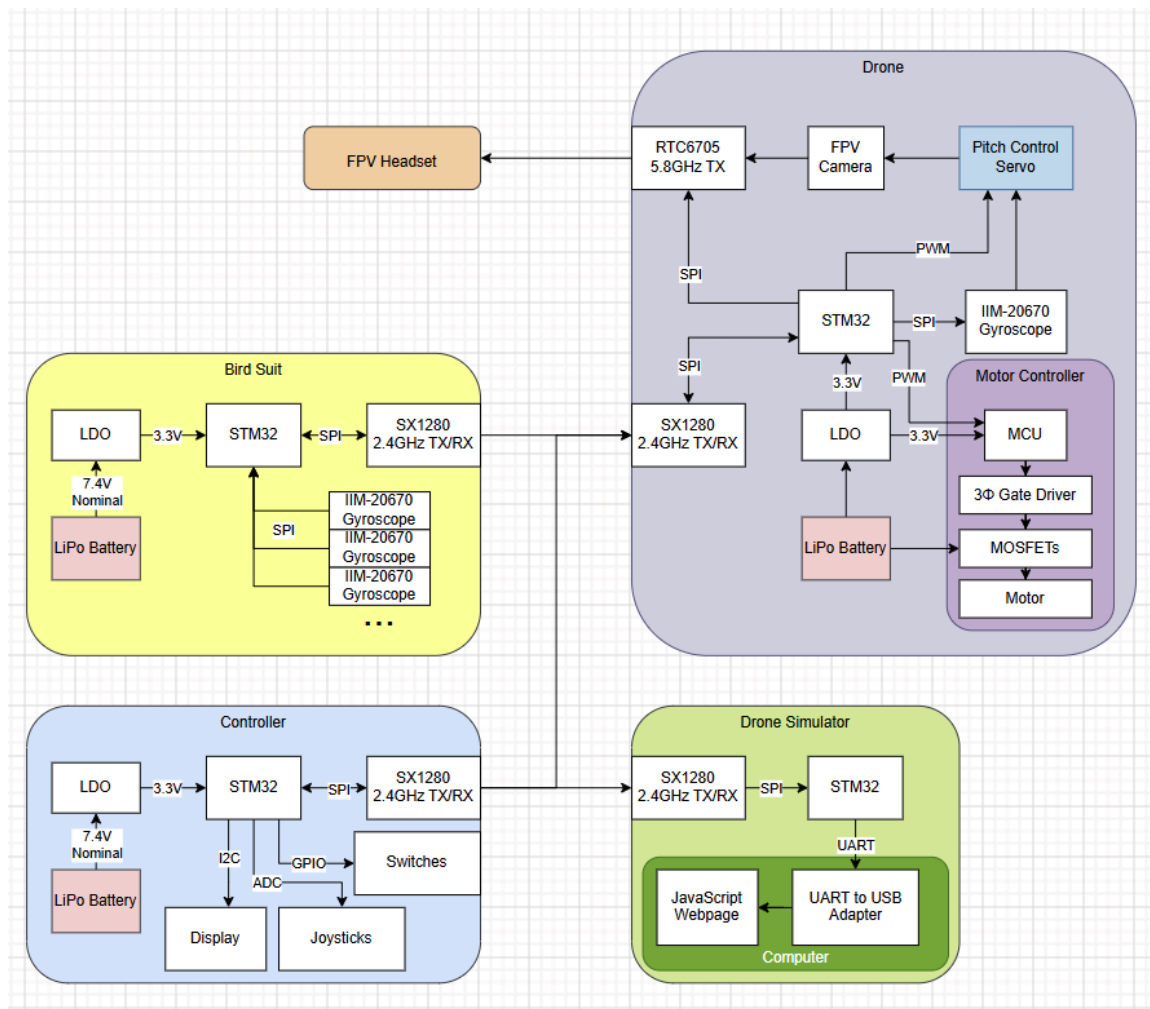 Drone
FPV Headset
RTC6705
5.8GHz TX
FPV
Camera
Pitch Control
Servo
PWM
SPI
STM32
SPI
IIM-20670
Gyroscope
SPI
3.3V
PWM
Motor Controller
SX1280
2.4GHz TX/RX
LDO
3.3V
MCU
3Φ Gate Driver
LiPo Battery
MOSFETs
Motor
Bird Suit
LDO
3.3V
STM32
SPI
SX1280
2.4GHz TX/RX
7.4V
Nominal
LiPo Battery
SPI
IIM-20670
Gyroscope
IIM-20670
Gyroscope
IIM-20670
Gyroscope
...
Controller
LDO
3.3V
STM32
SPI
SX1280
2.4GHz TX/RX
7.4V
Nominal
LiPo Battery
I2C
ADC
GPIO
Switches
Display
Joysticks
Drone Simulator
SX1280
2.4GHz TX/RX
SPI
STM32
UART
JavaScript
Webpage
UART to USB
Adapter
Computer